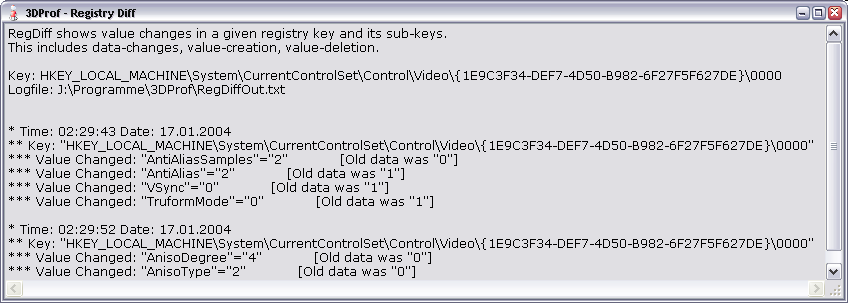 3DProf - Registry Diff
RegDiff shows value changes in a given registry key and its sub-keys.
This includes data-changes, value-creation, value-deletion.
Key: HKEY_LOCAL_MACHINE\System\CurrentControlSet\Control\Video\{1E9C3F34-DEF7-4D50-B982-6F27F5F627DE}\0000
Logfile: J:\Programme\3DProf\RegDiffOut.txt
* Time: 02:29:43 Date: 17.01.2004
** Key: "HKEY_LOCAL_MACHINE\System\CurrentControlSet\Control\Video\{1E9C3F34-DEF7-4D50-B982-6F27F5F627DE}\0000"
*** Value Changed: "AntiAliasSamples"="2" [Old data was "0"]
*** Value Changed: "AntiAlias"="2" [Old data was "1"]
*** Value Changed: "VSync"="0" [Old data was "1"]
*** Value Changed: "TruformMode"="0" [Old data was "1"]
* Time: 02:29:52 Date: 17.01.2004
** Key: "HKEY_LOCAL_MACHINE\System\CurrentControlSet\Control\Video\{1E9C3F34-DEF7-4D50-B982-6F27F5F627DE}\0000"
*** Value Changed: "AnisoDegree"="4" [Old data was "0"]
*** Value Changed: "AnisoType"="2" [Old data was "0"]